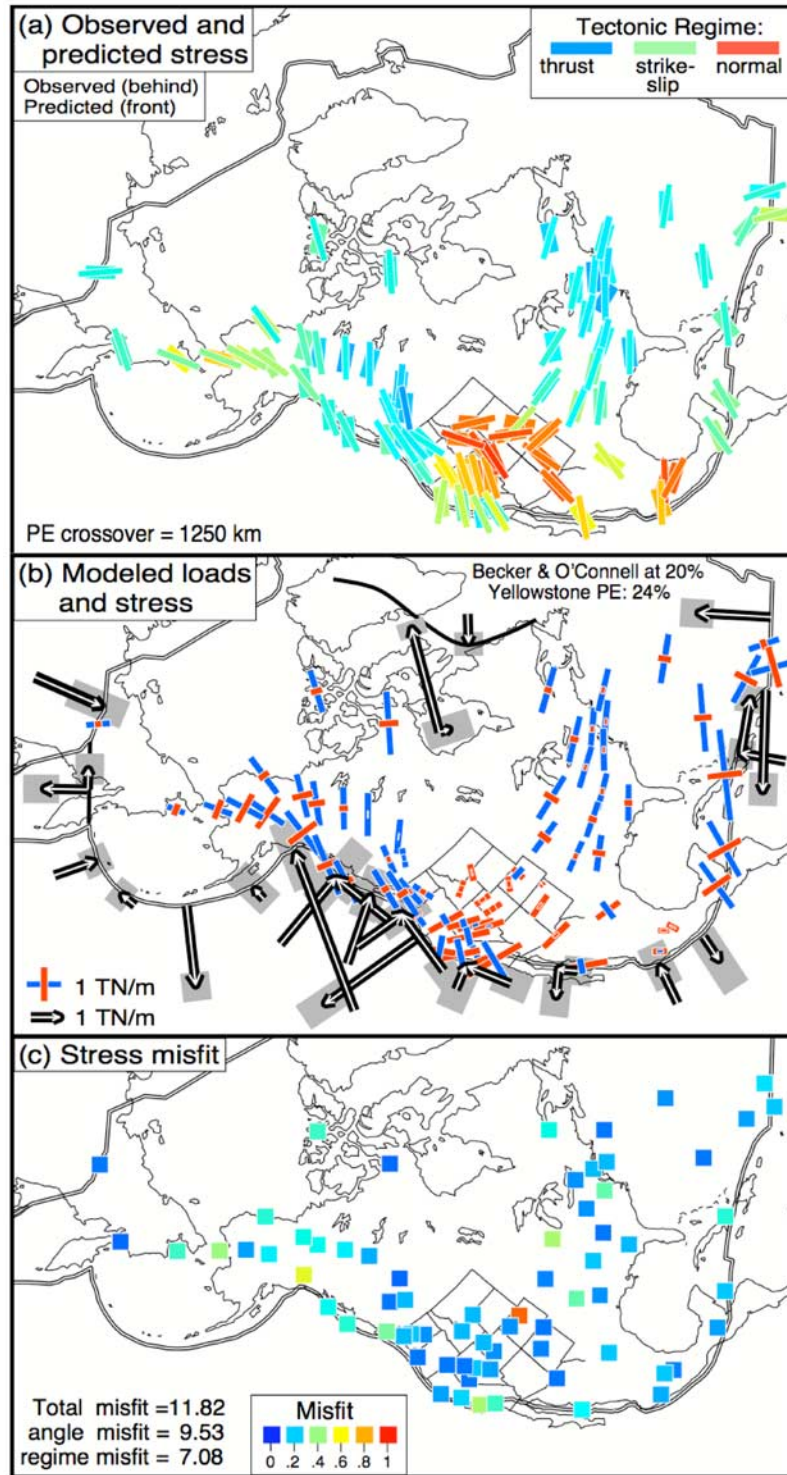 (a) Observed and
predicted stress
Observed (behind)
Predicted (front)
Tectonic Regime:
thrust
strike-
slip
normal
PE crossover = 1250 km
(b) Modeled loads
and stress
Becker & O'Connell at 20%
Yellowstone PE: 24%
1 TN/m
1 TN/m
(c) Stress misfit
Total misfit =11.82
angle misfit = 9.53
regime misfit = 7.08
Misfit
0 .2 .4 .6 .8 1